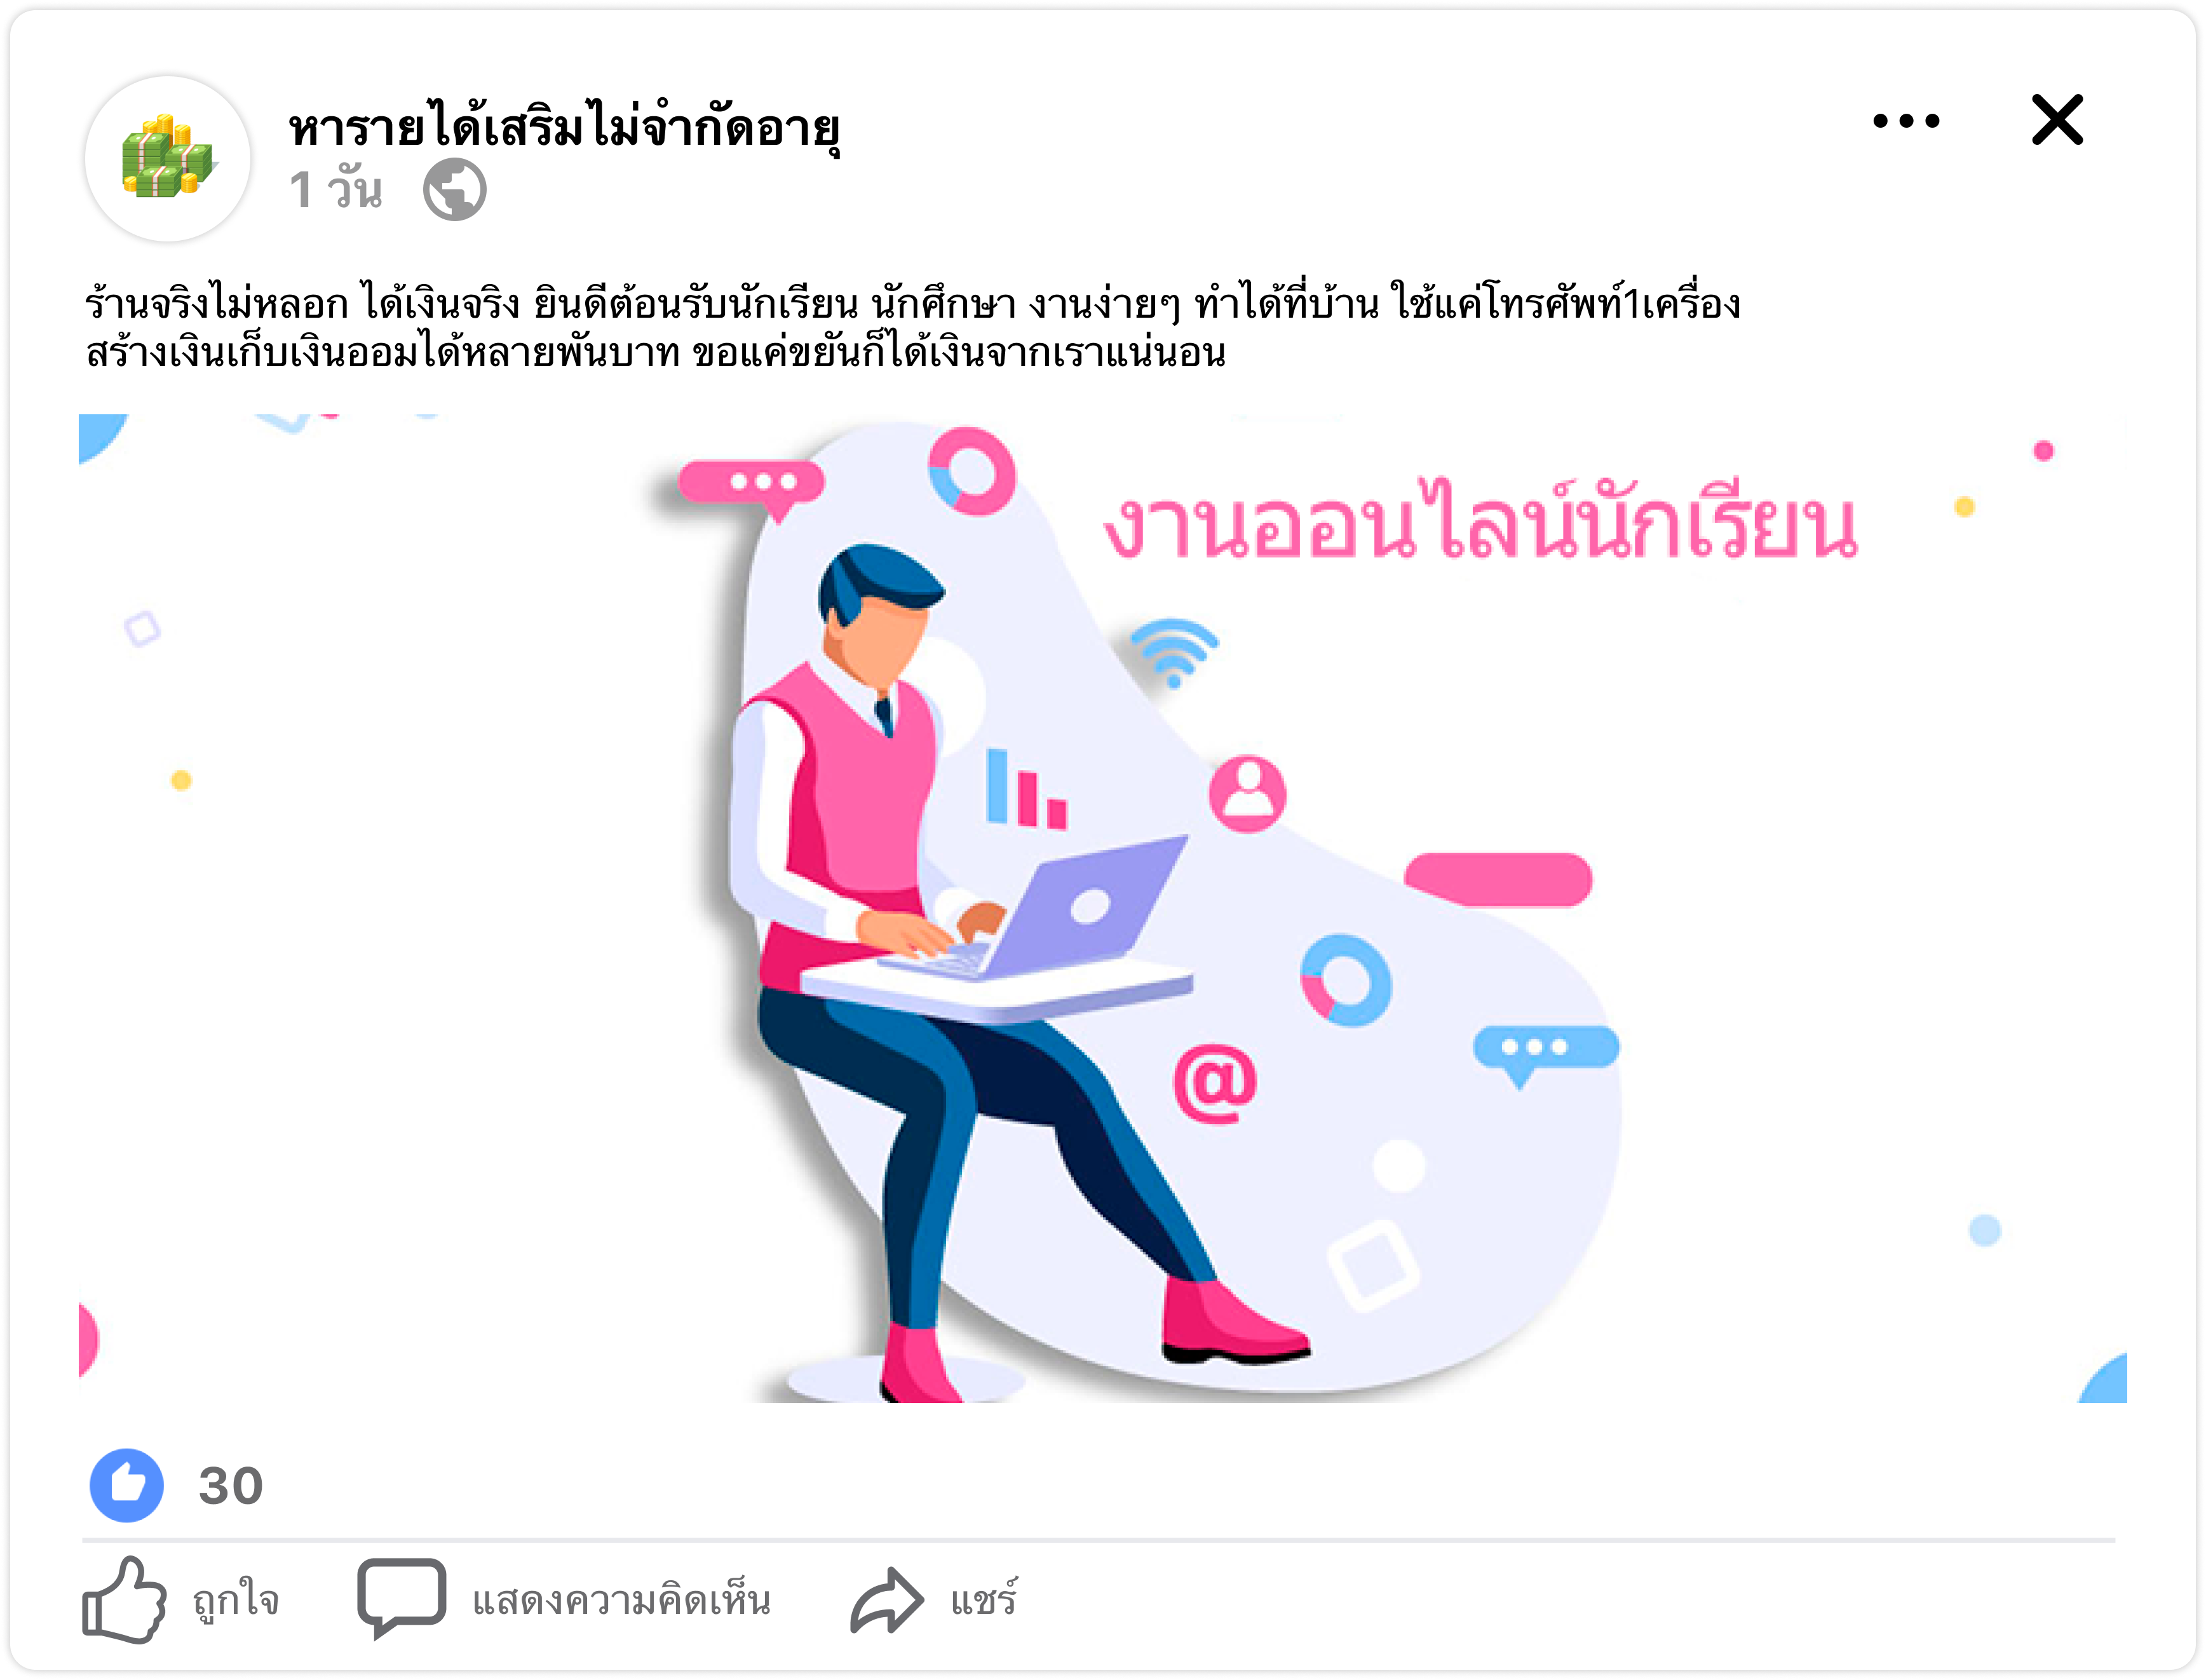 หารายได้เสริมไม่จำกัดอายุ
1 วัน
ร้านจริงไม่หลอก ได้เงินจริง ยินดีต้อนรับนักเรียน นักศึกษา งานง่ายๆ ทำได้ที่บ้าน ใช้แค่โทรศัพท์1เครื่อง
สร้างเงินเก็บเงินออมได้หลายพันบาท ขอแค่ขยันก็ได้เงินจากเราแน่นอน
งานออนไลน์นักเรียน
@
30
ถูกใจ แสดงความคิดเห็น แชร์